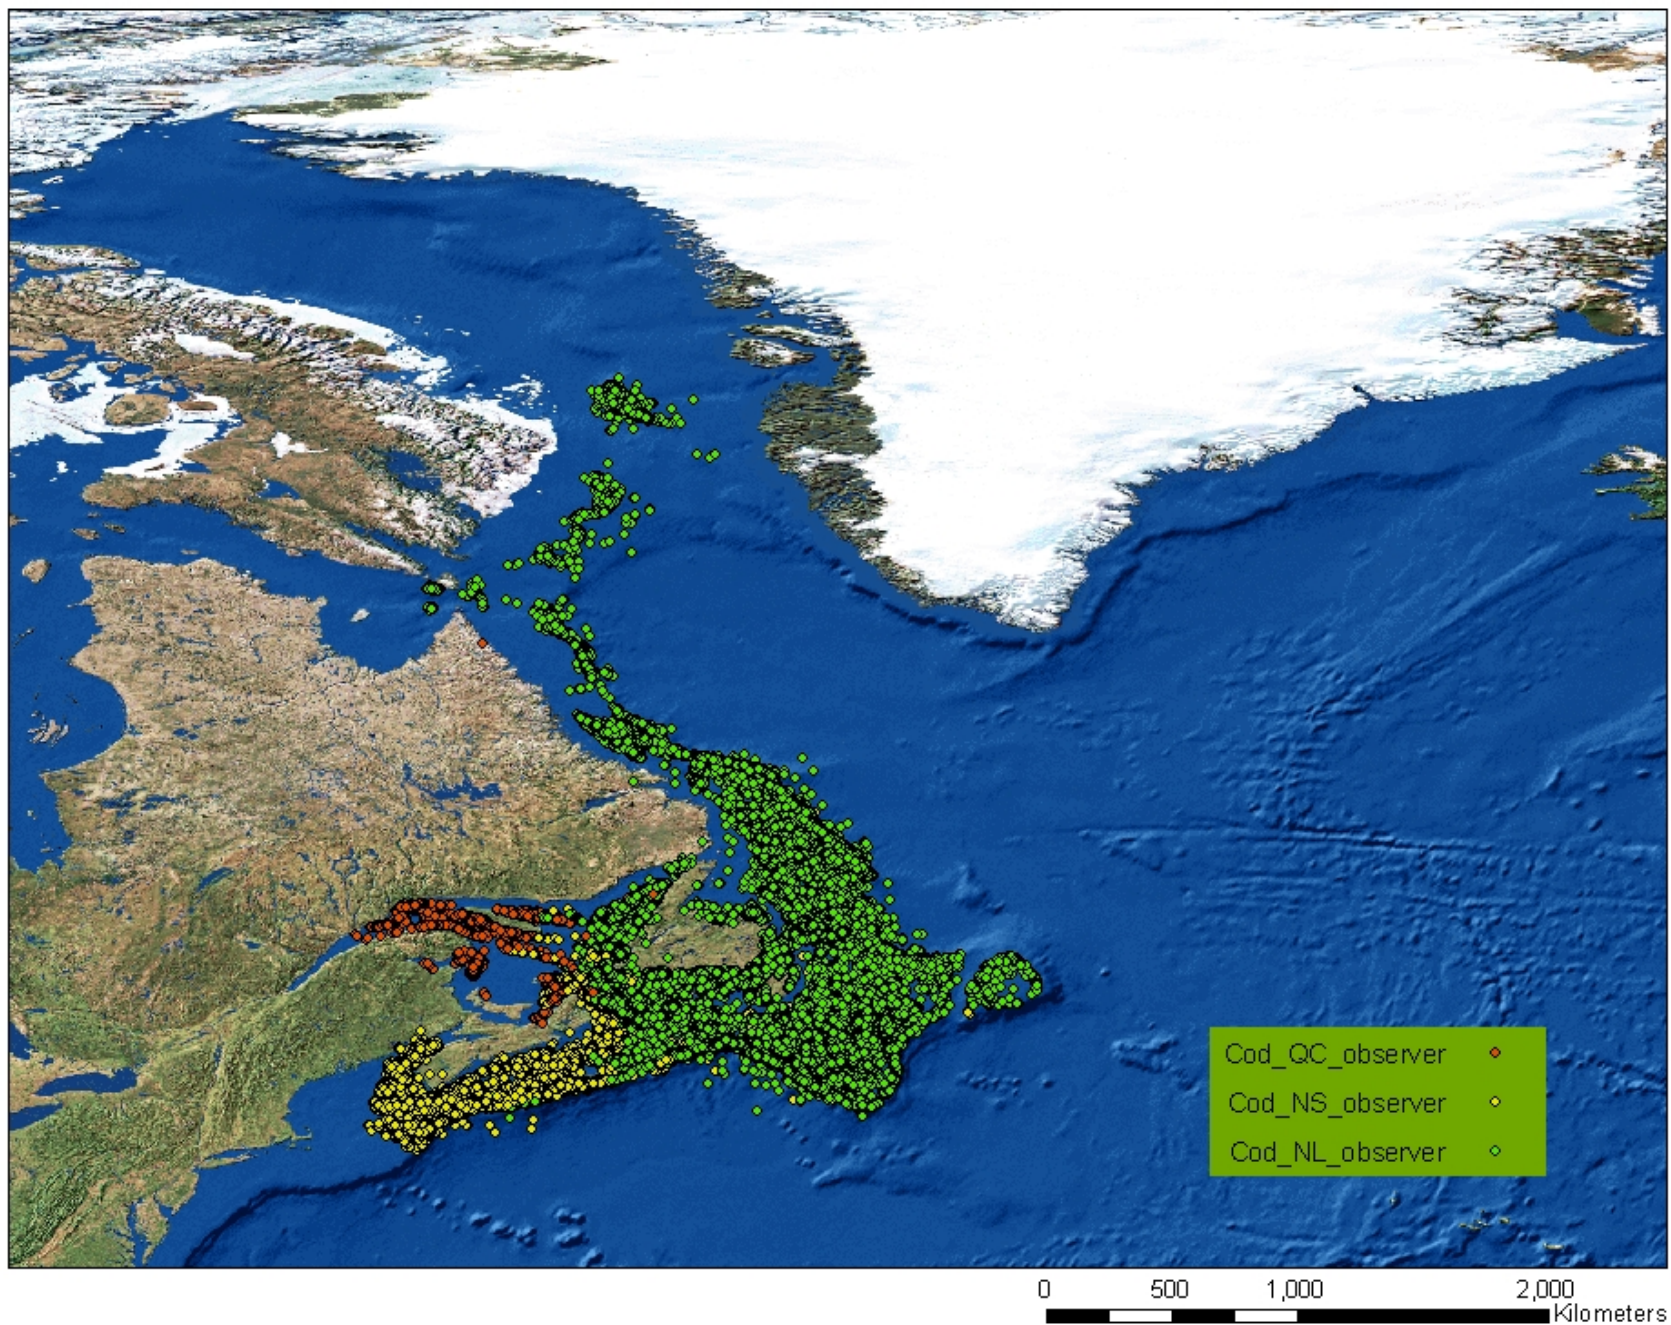 Cod_QC_observer
Cod_NS_observer
Cod_NL_observer
0 500 1,000 2,000
Kilometers